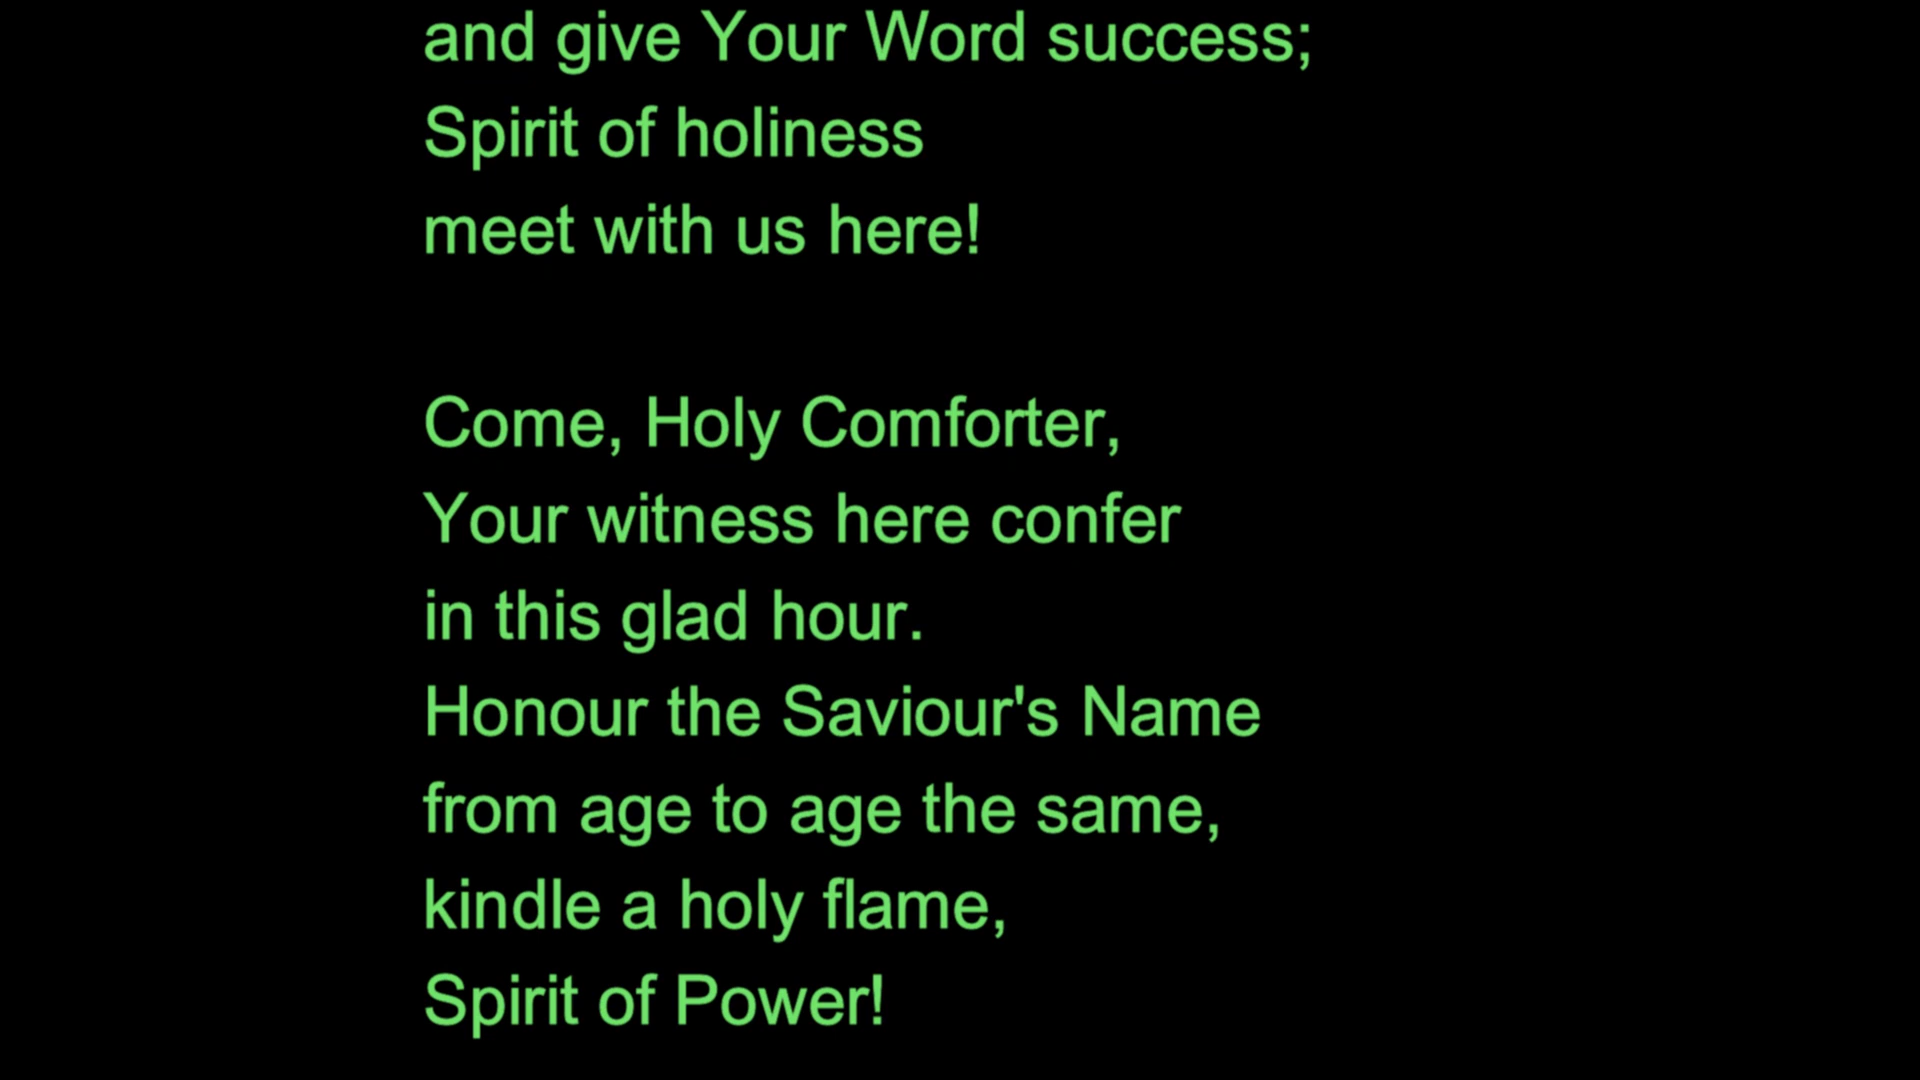 and give Your Word success;
Spirit of holiness
meet with us here!
Come, Holy Comforter,
Your witness here confer
in this glad hour.
Honour the Saviour's Name
from age to age the same,
kindle a holy flame,
Spirit of Power!